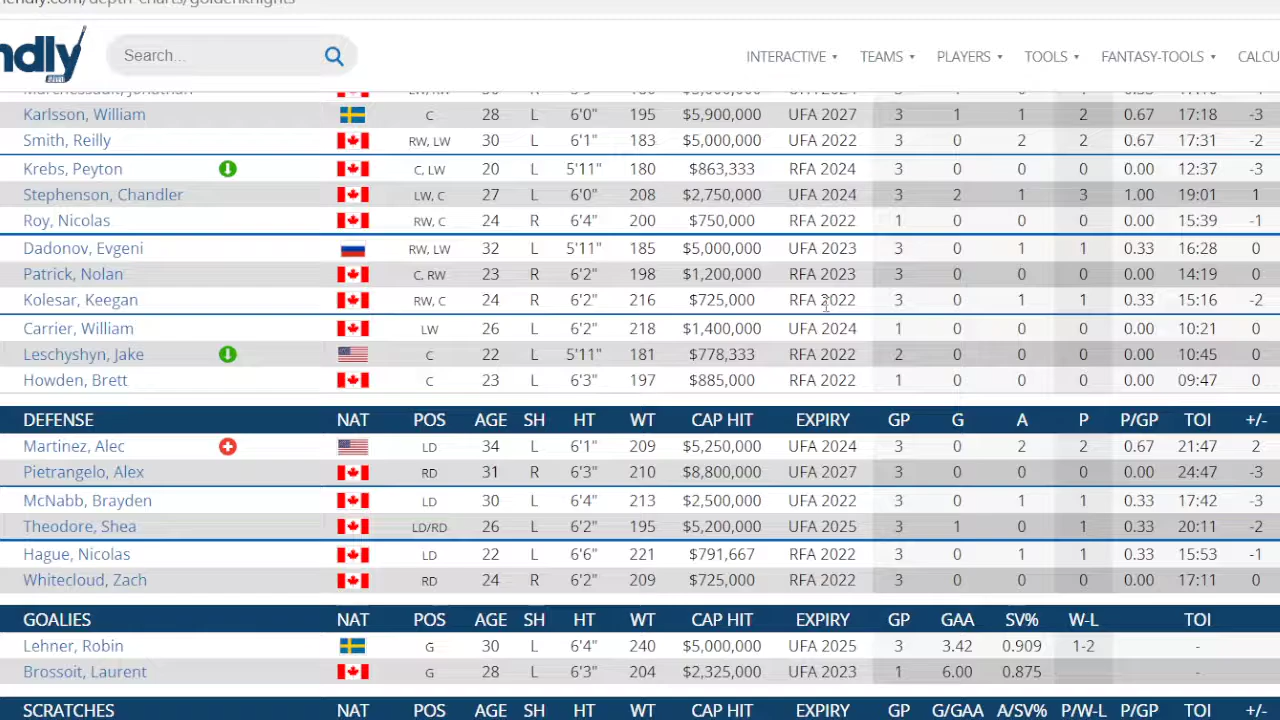 endly.com/depth-charts/goldenknights
ndly Search... INTERACTIVE TEAMS PLAYERS TOOLS FANTASY-TOOLS CALCU
Marchessault, Jonathan
Karlsson, William C 28 L 6'0" 195 $5,900,000 UFA 2027 3 1 1 2 0.67 17:18 -3
Smith, Reilly RW, LW 30 L 6'1" 183 $5,000,000 UFA 2022 3 0 2 2 0.67 17:31 -2
Krebs, Peyton C, LW 20 L 5'11" 180 $863,333 RFA 2024 3 0 0 0 0.00 12:37 -3
Stephenson, Chandler LW, C 27 L 6'0" 208 $2,750,000 UFA 2024 3 2 1 3 1.00 19:01 1
Roy, Nicolas RW, C 24 R 6'4" 200 $750,000 RFA 2022 1 0 0 0 0.00 15:39 -1
Dadonov, Evgeni RW, LW 32 L 5'11" 185 $5,000,000 UFA 2023 3 0 1 1 0.33 16:28 0
Patrick, Nolan C, RW 23 R 6'2" 198 $1,200,000 RFA 2023 3 0 0 0 0.00 14:19 0
Kolesar, Keegan RW, C 24 R 6'2" 216 $725,000 RFA 2022 3 0 1 1 0.33 15:16 -2
Carrier, William LW 26 L 6'2" 218 $1,400,000 UFA 2024 1 0 0 0 0.00 10:21 0
Leschyshyn, Jake C 22 L 5'11" 181 $778,333 RFA 2022 2 0 0 0 0.00 10:45 0
Howden, Brett C 23 L 6'3" 197 $885,000 RFA 2022 1 0 0 0 0.00 09:47 0
DEFENSE NAT POS AGE SH HT WT CAP HIT EXPIRY GP G A P P/GP TOI +/-
Martinez, Alec LD 34 L 6'1" 209 $5,250,000 UFA 2024 3 0 2 2 0.67 21:47 2
Pietrangelo, Alex RD 31 R 6'3" 210 $8,800,000 UFA 2027 3 0 0 0 0.00 24:47 -3
McNabb, Brayden LD 30 L 6'4" 213 $2,500,000 UFA 2022 3 0 1 1 0.33 17:42 -3
Theodore, Shea LD/RD 26 L 6'2" 195 $5,200,000 UFA 2025 3 1 0 1 0.33 20:11 -2
Hague, Nicolas LD 22 L 6'6" 221 $791,667 RFA 2022 3 0 1 1 0.33 15:53 -1
Whitecloud, Zach RD 24 R 6'2" 209 $725,000 RFA 2022 3 0 0 0 0.00 17:11 0
GOALIES NAT POS AGE SH HT WT CAP HIT EXPIRY GP GAA SV% W-L TOI
Lehner, Robin G 30 L 6'4" 240 $5,000,000 UFA 2025 3 3.42 0.909 1-2 -
Brossoit, Laurent G 28 L 6'3" 204 $2,325,000 UFA 2023 1 6.00 0.875 -
SCRATCHES NAT POS AGE SH HT WT CAP HIT EXPIRY GP G/GAA A/SV% P/W-L P/GP TOI +/-